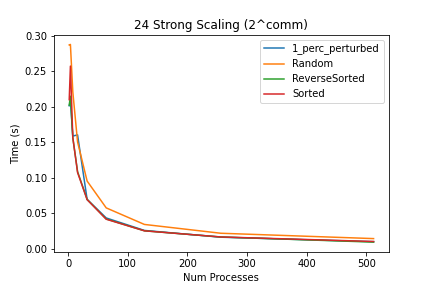 24 Strong Scaling (2^comm)
0.30
0.25
0.20
0.15
0.10
0.05
0.00
Time (s)
1_perc_perturbed
Random
ReverseSorted
Sorted
0
100
200
300
400
500
Num Processes